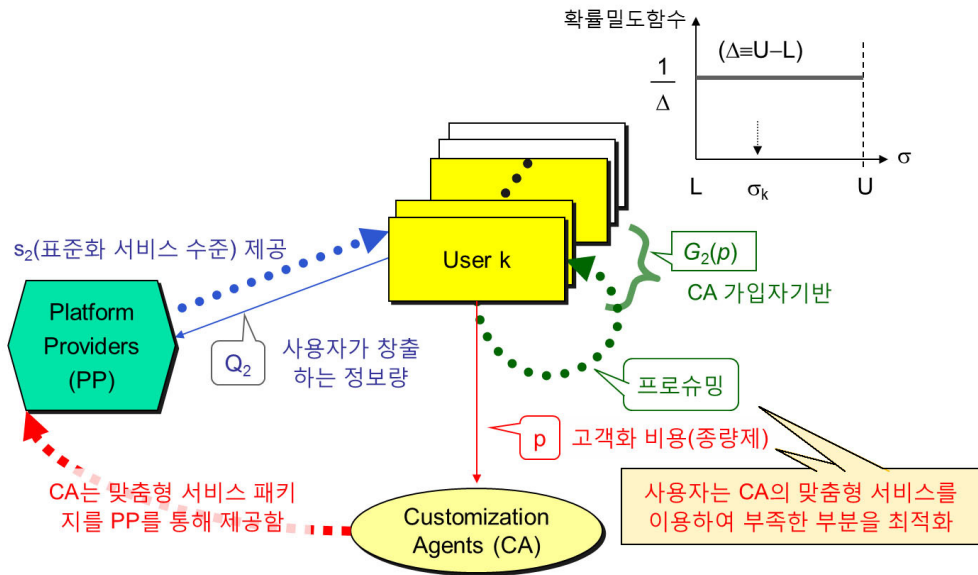 확률밀도함수
(Δ≡U−L)
1
Δ
σ
L
σk
U
s2(표준화 서비스 수준) 제공
User k
G2(p)
CA 가입자기반
Platform
Providers
(PP)
Q2
사용자가 창출
하는 정보량
프로슈밍
p
고객화 비용(종량제)
CA는 맞춤형 서비스 패키
지를 PP를 통해 제공함
Customization
Agents (CA)
사용자는 CA의 맞춤형 서비스를
이용하여 부족한 부분을 최적화